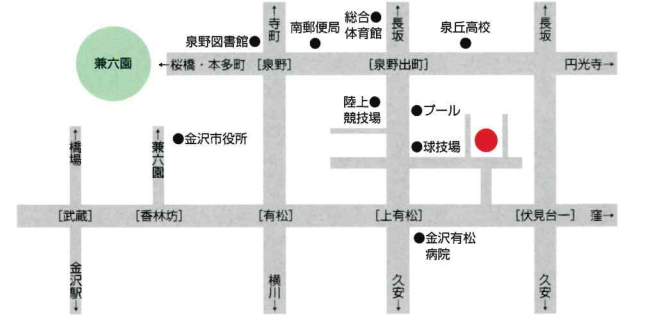 ↑寺町
南郵便局
総合
体育館
↑長坂
泉丘高校
↑長坂
泉野図書館
兼六園
←桜橋・本多町
[泉野]
[泉野出町]
円光寺→
陸上
競技場
プール
球技場
↑橋場
↑兼六園
金沢市役所
[武蔵]
[香林坊]
[有松]
[上有松]
[伏見台一]
窪→
金沢有松
病院
金沢駅↓
横川↓
久安↓
久安↓